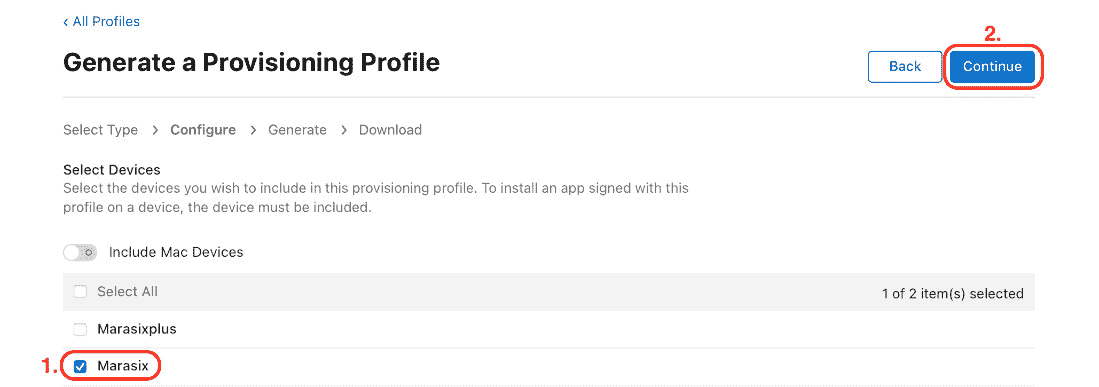 ‹ All Profiles
2.
Generate a Provisioning Profile
Back
Continue
Select Type > Configure > Generate > Download
Select Devices
Select the devices you wish to include in this provisioning profile. To install an app signed with this
profile on a device, the device must be included.
Include Mac Devices
Select All
1 of 2 item(s) selected
Marasixplus
1.
Marasix